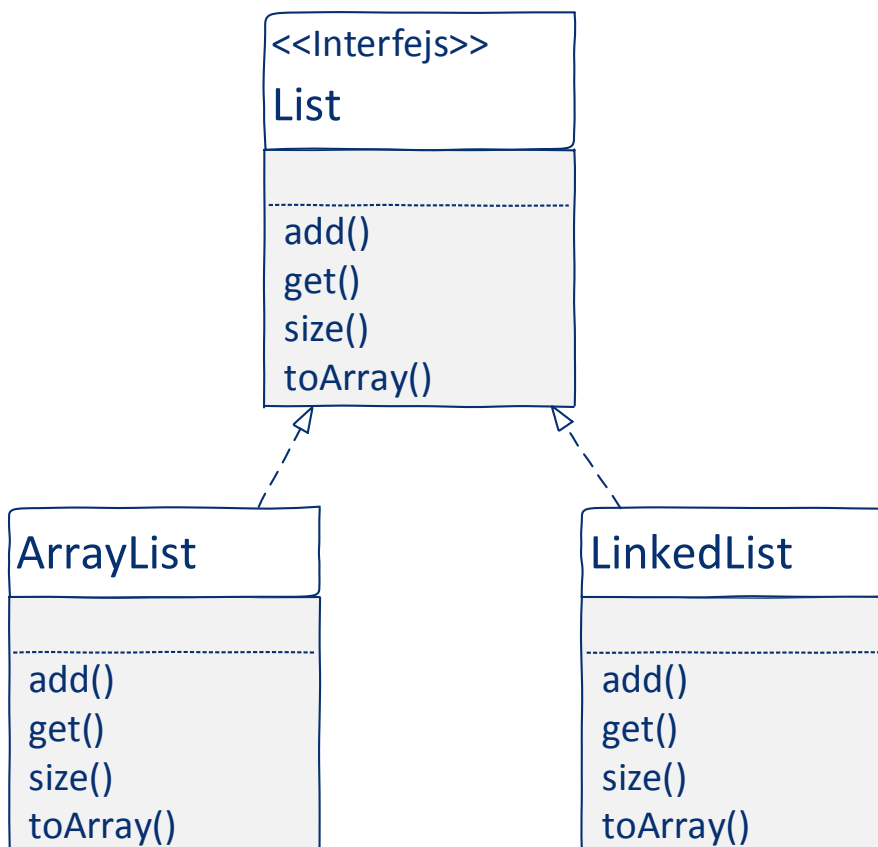 <<Interfejs>>
List
add()
get()
size()
toArray()
ArrayList
add()
get()
size()
toArray()
LinkedList
add()
get()
size()
toArray()